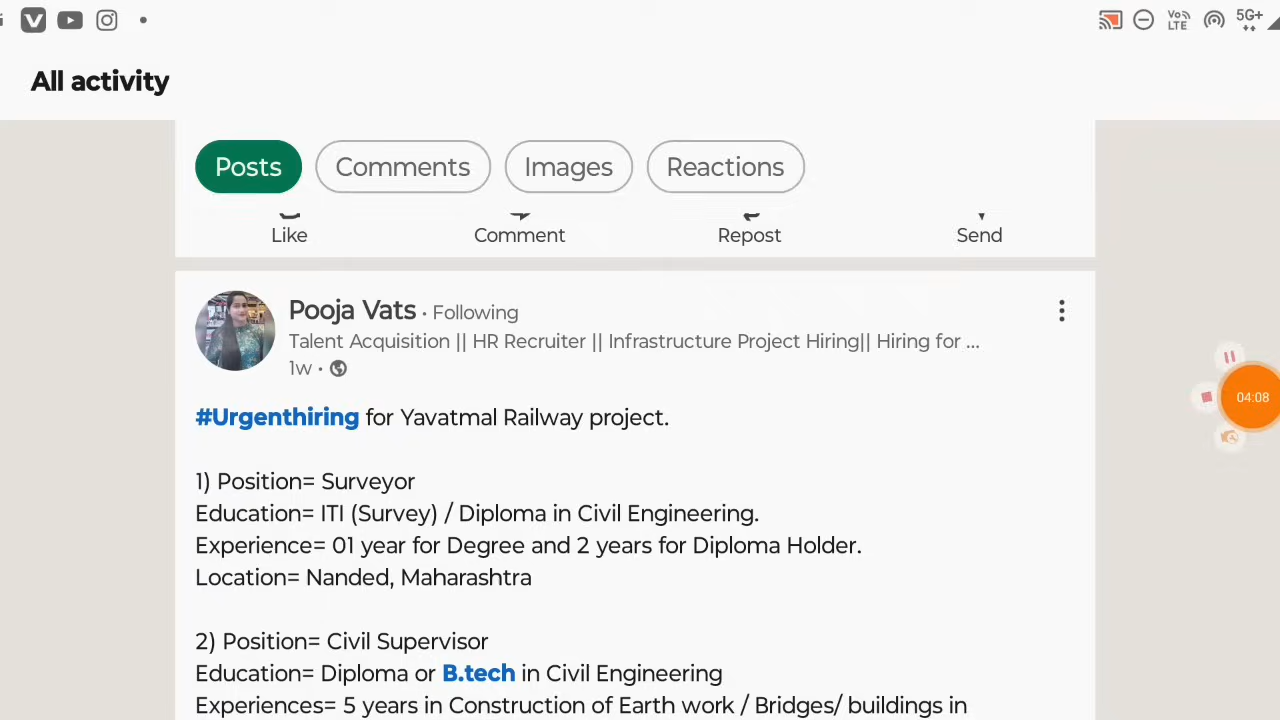 VO
LTE
5G+
All activity
Posts
Comments
Images
Reactions
Like
Comment
Repost
Send
Pooja Vats • Following
Talent Acquisition || HR Recruiter || Infrastructure Project Hiring|| Hiring for ...
1w •
04:08
#Urgenthiring for Yavatmal Railway project.
1) Position= Surveyor
Education= ITI (Survey) / Diploma in Civil Engineering.
Experience= 01 year for Degree and 2 years for Diploma Holder.
Location= Nanded, Maharashtra
2) Position= Civil Supervisor
Education= Diploma or B.tech in Civil Engineering
Experiences= 5 years in Construction of Earth work / Bridges/ buildings in